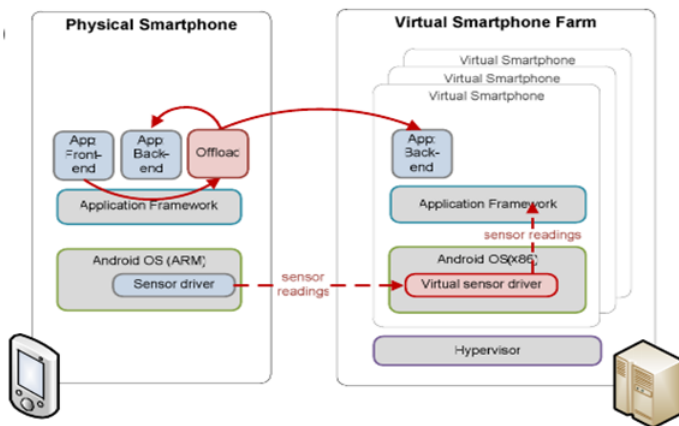 Physical Smartphone
App:
Front-
end
App:
Back-
end
Offload
Application Framework
Android OS (ARM)
Sensor driver
sensor
readings
Virtual Smartphone Farm
Virtual Smartphone
Virtual Smartphone
Virtual Smartphone
App:
Back-
end
Application Framework
sensor readings
Android OS(x86)
Virtual sensor driver
Hypervisor